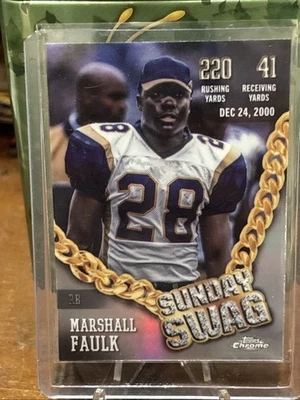 220 41
RUSHING YARDS RECEIVING YARDS
DEC 24, 2000
28
RB
MARSHALL
FAULK
SUNDAY
SWAG
Topps
Chrome